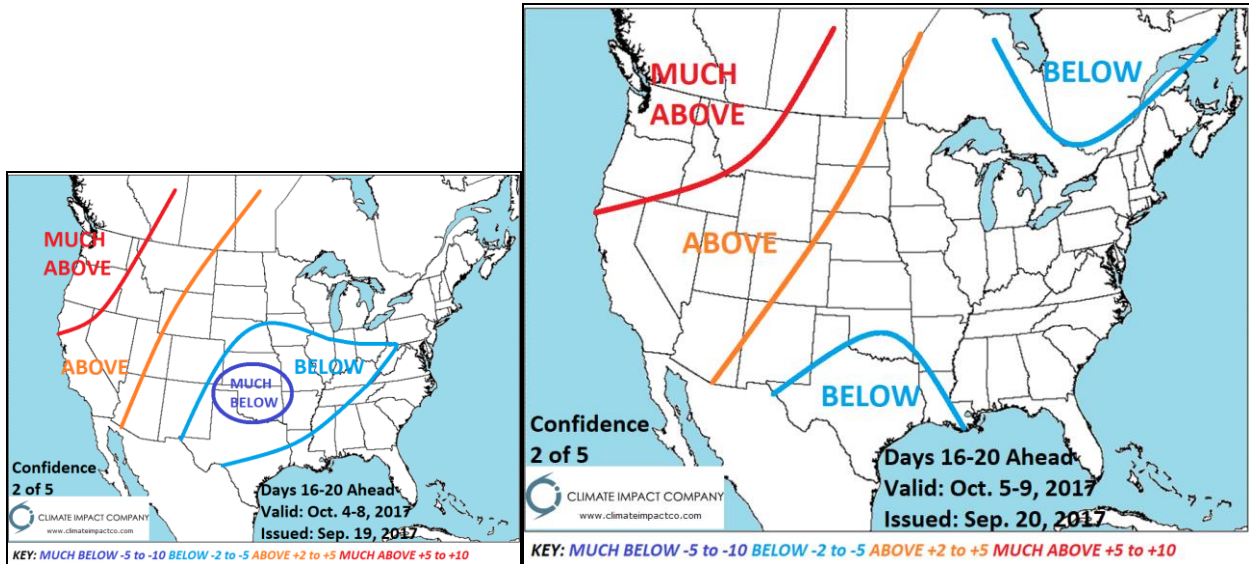 MUCH
ABOVE
ABOVE
BELOW
MUCH
BELOW
Confidence
2 of 5
CLIMATE IMPACT COMPANY
www.climateimpactco.com
Days 16-20 Ahead
Valid: Oct. 4-8, 2017
Issued: Sep. 19, 2017
KEY: MUCH BELOW -5 to -10 BELOW -2 to -5 ABOVE +2 to +5 MUCH ABOVE +5 to +10
MUCH
ABOVE
BELOW
ABOVE
BELOW
Confidence
2 of 5
CLIMATE IMPACT COMPANY
www.climateimpactco.com
Days 16-20 Ahead
Valid: Oct. 5-9, 2017
Issued: Sep. 20, 2017
KEY: MUCH BELOW -5 to -10 BELOW -2 to -5 ABOVE +2 to +5 MUCH ABOVE +5 to +10